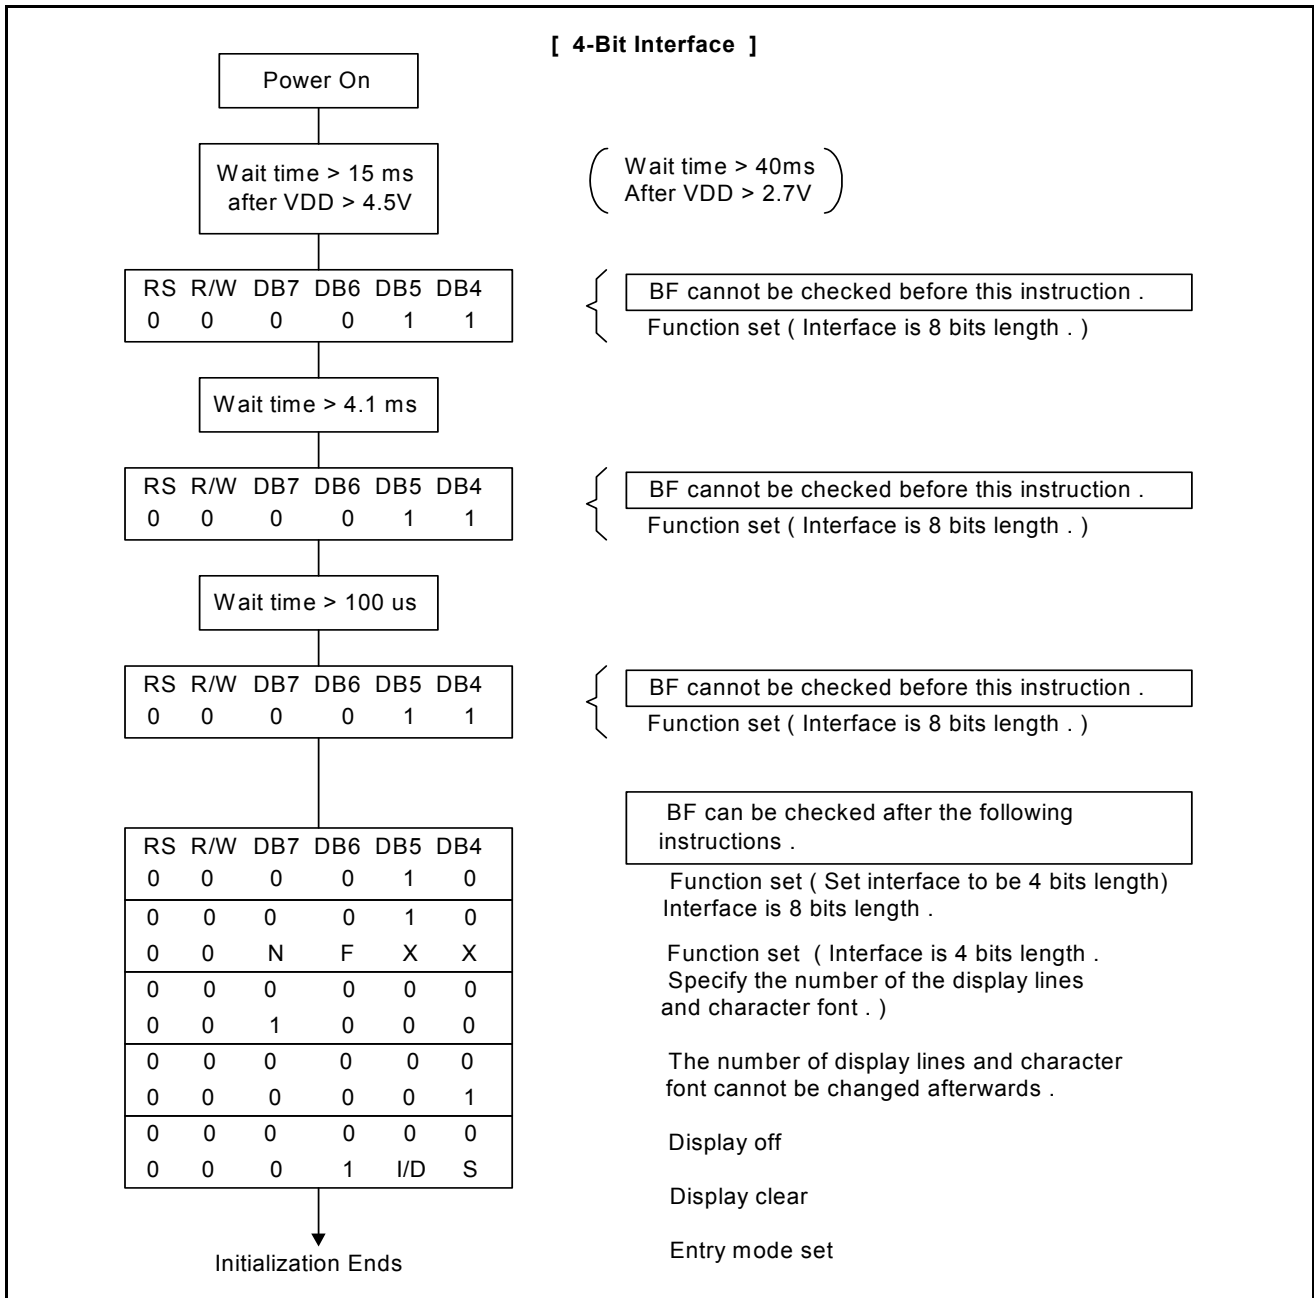 [ 4-Bit Interface ]
Power On
Wait time > 15 ms
after VDD > 4.5V
Wait time > 40ms
After VDD > 2.7V
RS R/W DB7 DB6 DB5 DB4
0 0 0 0 1 1
BF cannot be checked before this instruction .
Function set ( Interface is 8 bits length . )
Wait time > 4.1 ms
RS R/W DB7 DB6 DB5 DB4
0 0 0 0 1 1
BF cannot be checked before this instruction .
Function set ( Interface is 8 bits length . )
Wait time > 100 us
RS R/W DB7 DB6 DB5 DB4
0 0 0 0 1 1
BF cannot be checked before this instruction .
Function set ( Interface is 8 bits length . )
RS R/W DB7 DB6 DB5 DB4
0 0 0 0 1 0
0 0 0 0 1 0
0 0 N F X X
0 0 0 0 0 0
0 0 1 0 0 0
0 0 0 0 0 0
0 0 0 0 0 1
0 0 0 0 0 0
0 0 0 1 I/D S
BF can be checked after the following
instructions .
Function set ( Set interface to be 4 bits length)
Interface is 8 bits length .
Function set ( Interface is 4 bits length .
Specify the number of the display lines
and character font . )
The number of display lines and character
font cannot be changed afterwards .
Display off
Display clear
Entry mode set
Initialization Ends